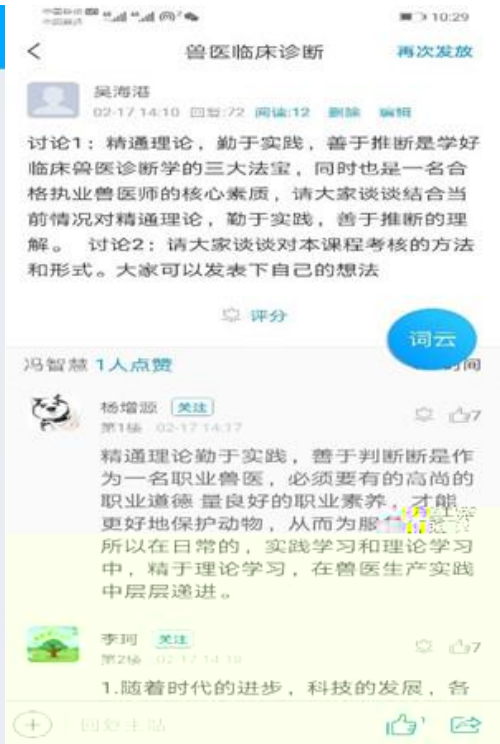 10:29
兽医临床诊断
再次发放
吴海港
02-17 14:10 回复:72 阅读:12 删除 编辑
讨论1：精通理论，勤于实践，善于推断是学好
临床兽医诊断学的三大法宝，同时也是一名合
格执业兽医师的核心素质，请大家谈谈结合当
前情况对精通理论，勤于实践，善于推断的理
解。 讨论2：请大家谈谈对本课程考核的方法
和形式。大家可以发表下自己的想法
评分
词云
冯智慧 1人点赞
时间
杨增源 关注
7
第1楼 02-17 14:17
精通理论勤于实践，善于判断断是作
为一名职业兽医，必须要有的高尚的
职业道德 量良好的职业素养，才能
更好地保护动物，从而为服
所以在日常的，实践学习和理论学习
中，精于理论学习，在兽医生产实践
中层层递进。
李珂 关注
7
第2楼 02-17 14:18
1.随着时代的进步，科技的发展，各
回复主贴